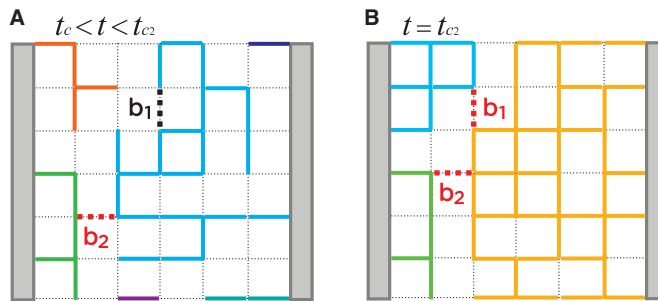 A
t_c < t < t_c2
b1
b2
B
t = t_c2
b1
b2